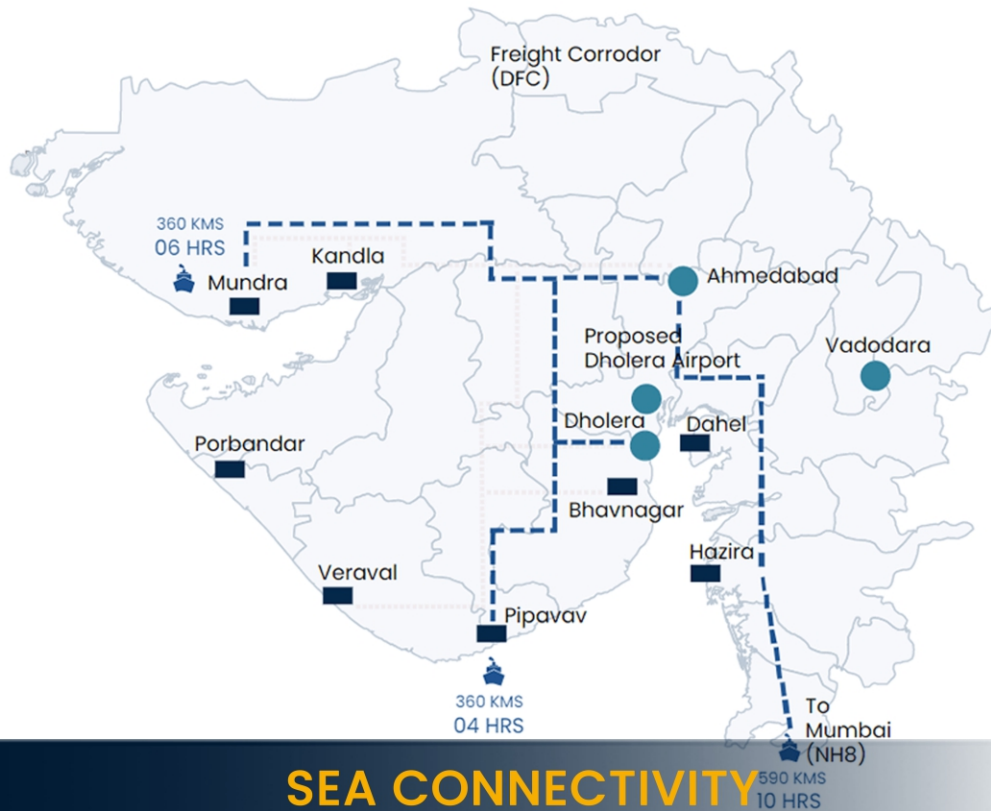 Freight Corrodor
(DFC)
360 KMS
06 HRS
Kandla
Mundra
Ahmedabad
Proposed
Dholera Airport
Vadodara
Dholera
Dahel
Porbandar
Bhavnagar
Hazira
Veraval
Pipavav
360 KMS
04 HRS
To
Mumbai
(NH8)
590 KMS
10 HRS
SEA CONNECTIVITY